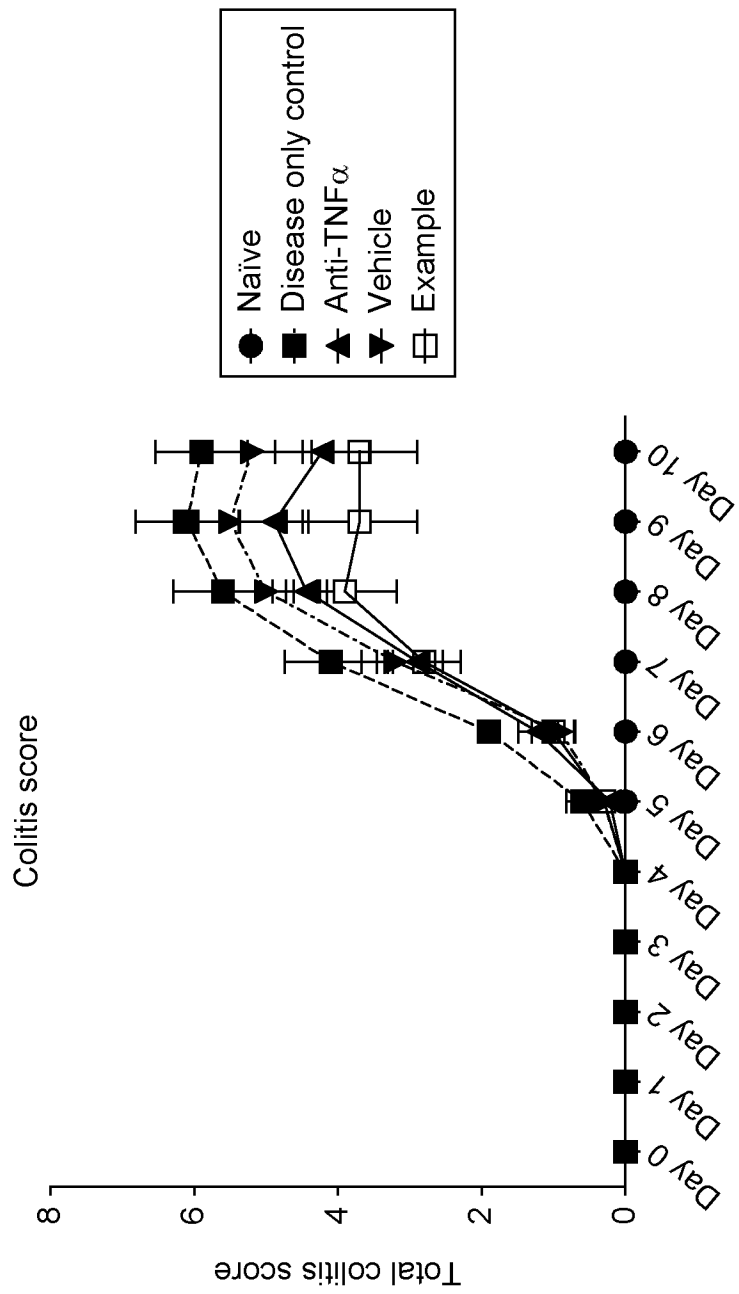 Colitis score
Total colitis score
8
6
4
2
0
Day 0
Day 1
Day 2
Day 3
Day 4
Day 5
Day 6
Day 7
Day 8
Day 9
Day 10
Naïve
Disease only control
Anti-TNFα
Vehicle
Example